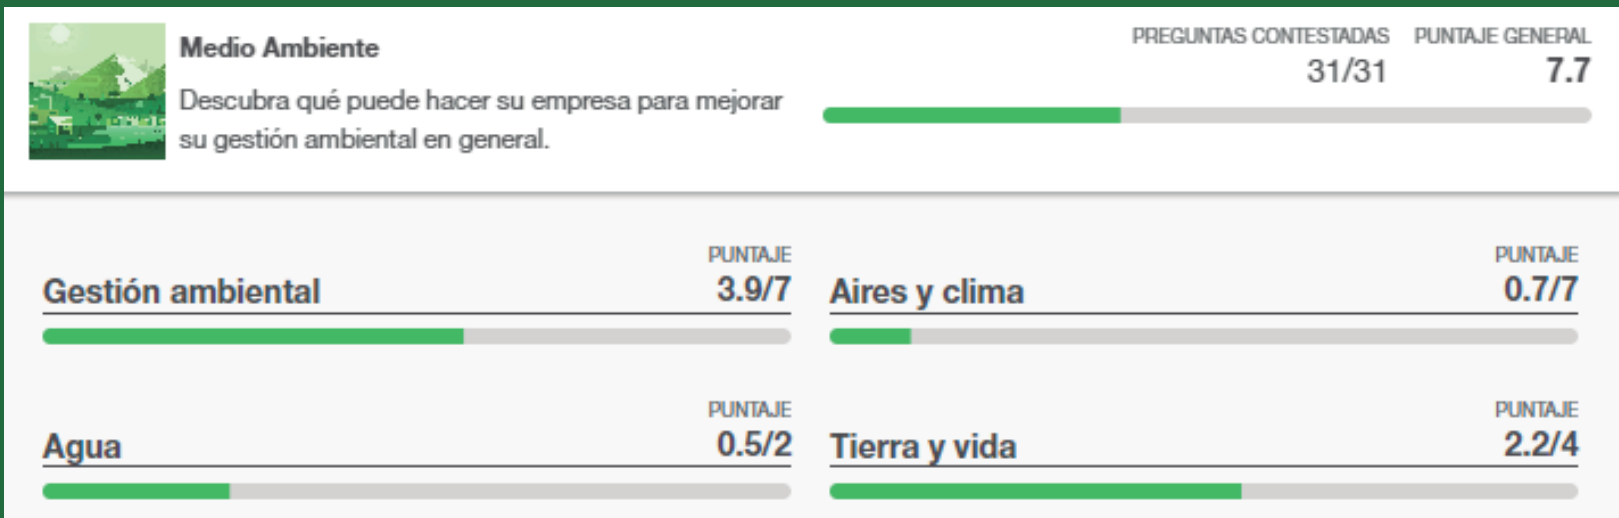 Medio Ambiente
Descubra qué puede hacer su empresa para mejorar
su gestión ambiental en general.
PREGUNTAS CONTESTADAS
31/31
PUNTAJE GENERAL
7.7
Gestión ambiental
PUNTAJE
3.9/7
Aires y clima
PUNTAJE
0.7/7
Agua
PUNTAJE
0.5/2
Tierra y vida
PUNTAJE
2.2/4